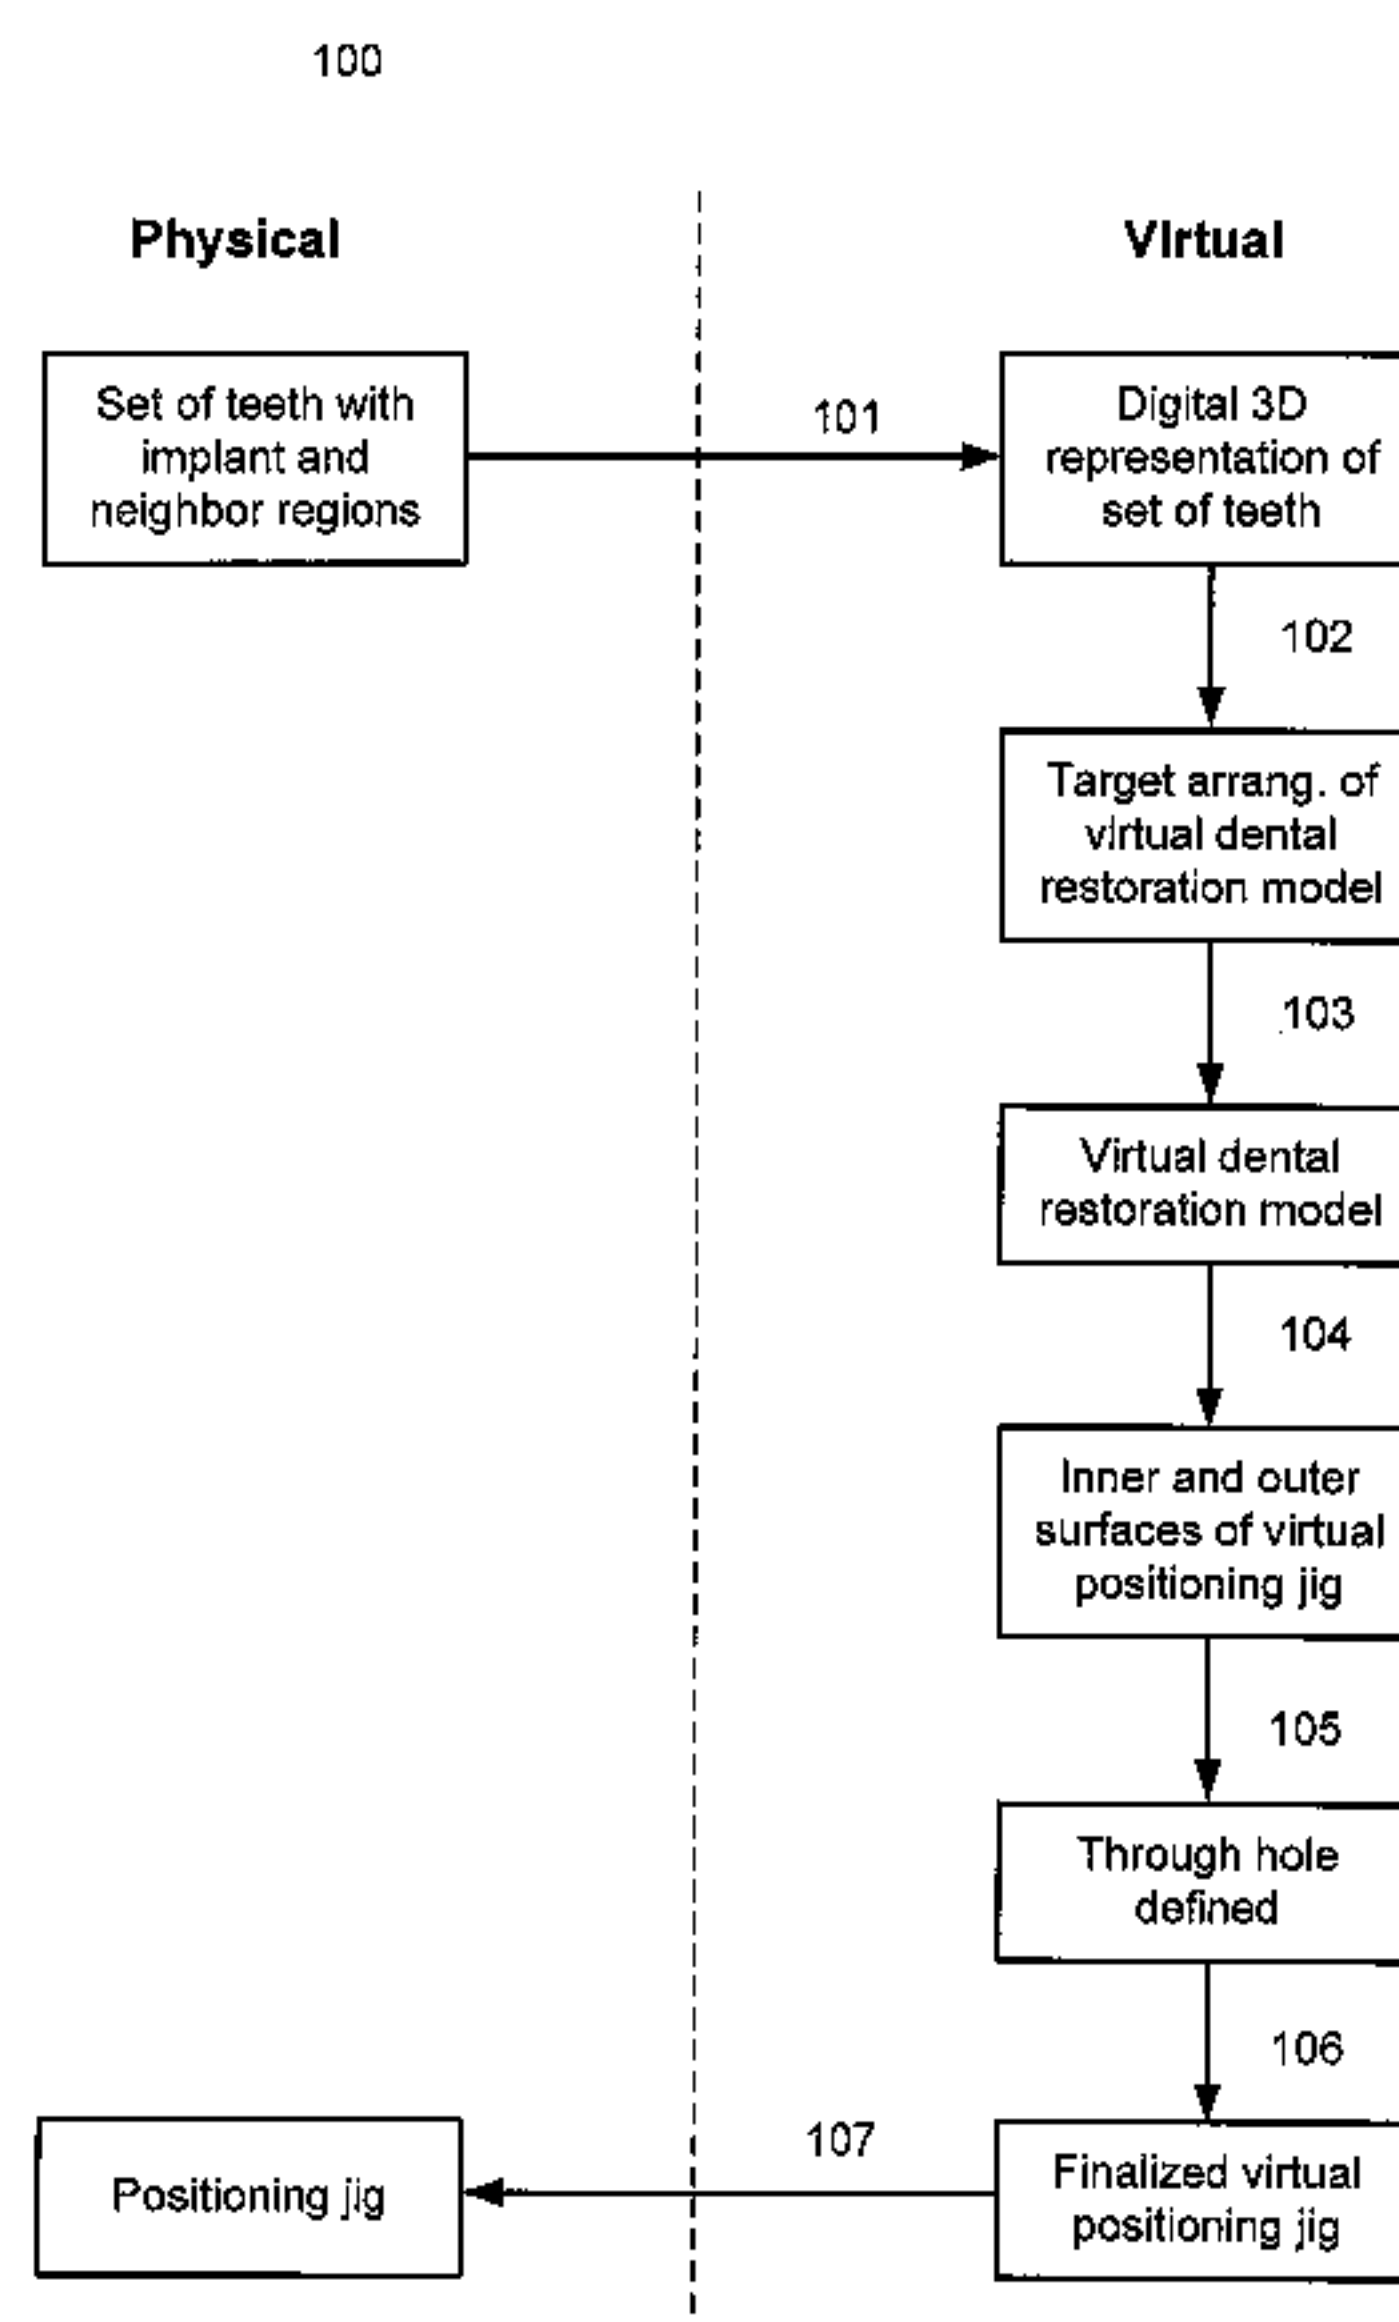 100
Physical
Virtual
Set of teeth with
implant and
neighbor regions
101
Digital 3D
representation of
set of teeth
102
Target arrang. of
virtual dental
restoration model
103
Virtual dental
restoration model
104
Inner and outer
surfaces of virtual
positioning jig
105
Through hole
defined
106
Positioning jig
107
Finalized virtual
positioning jig